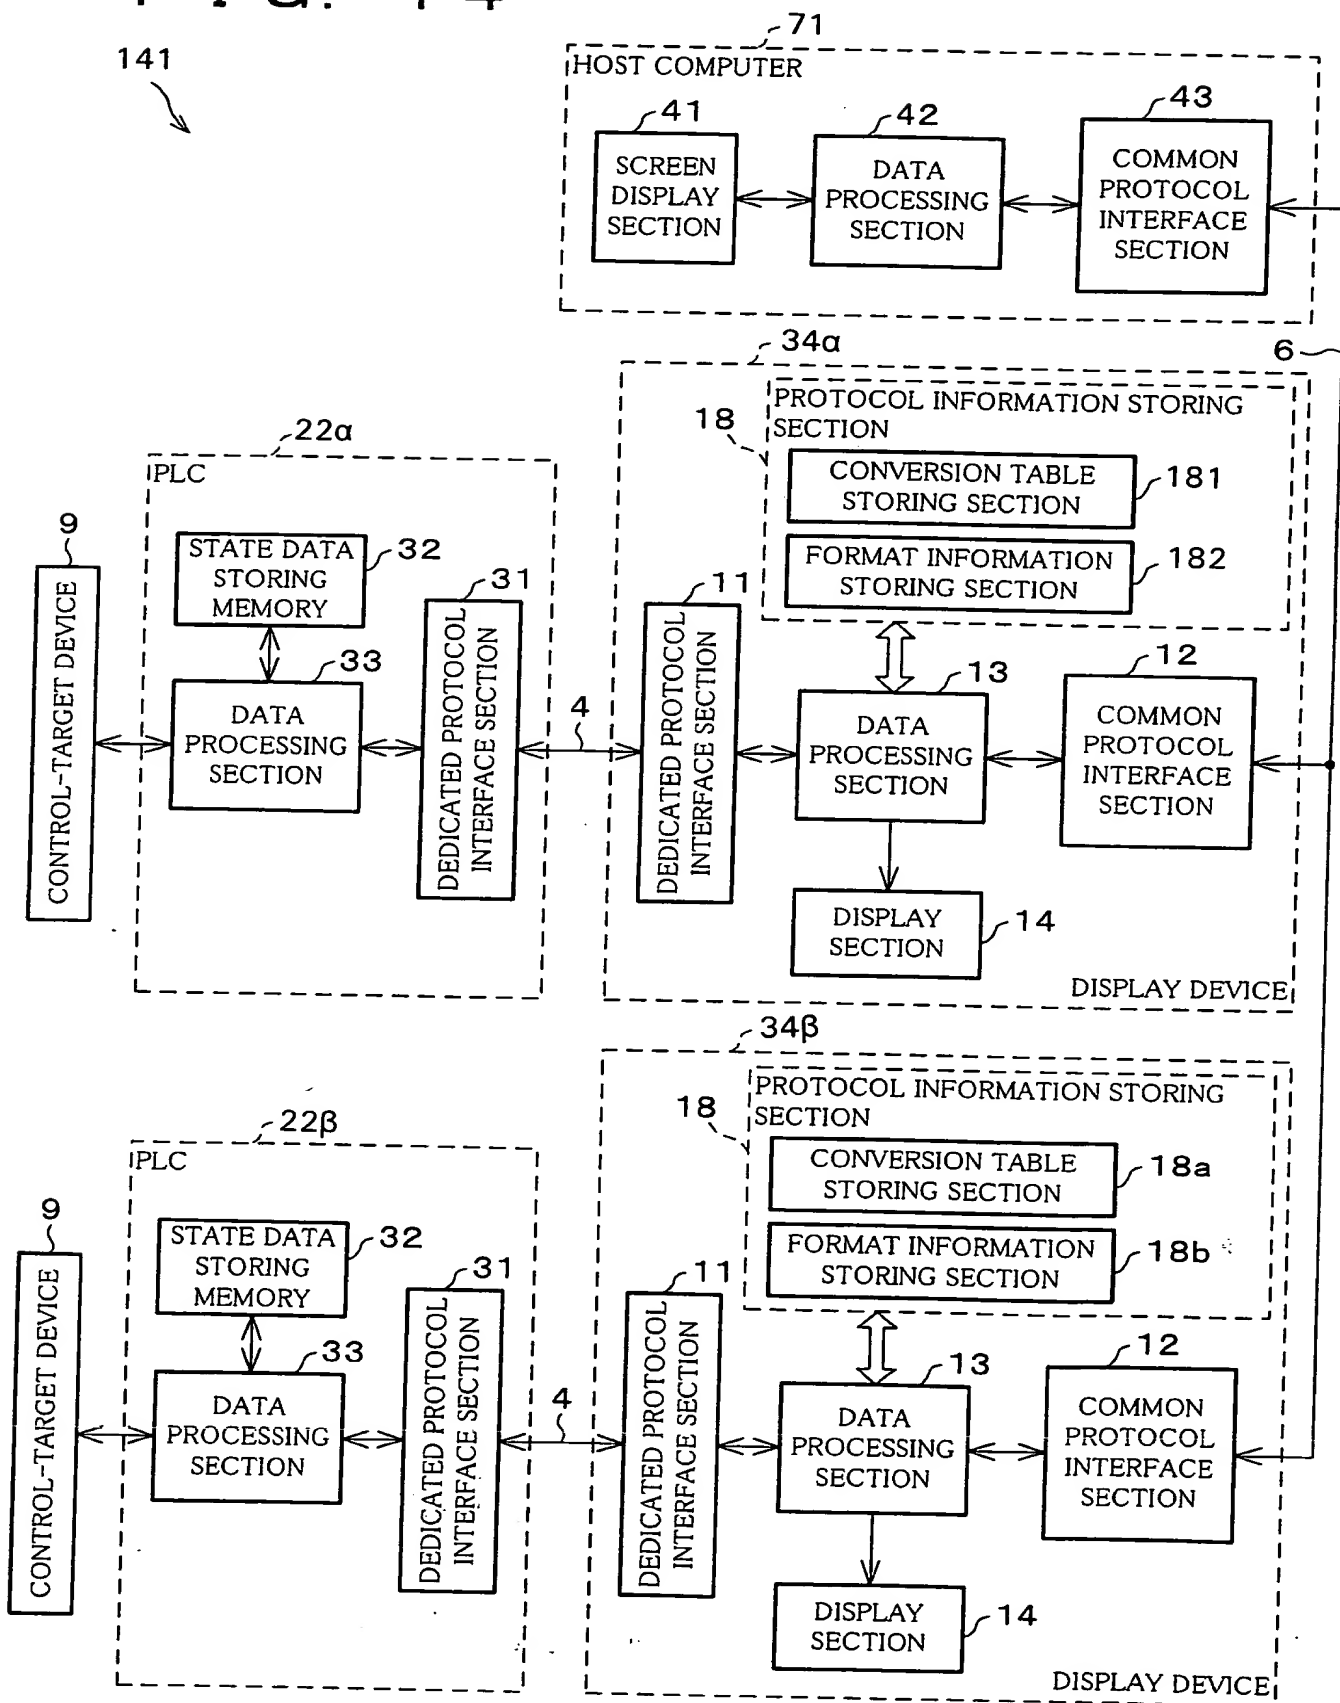 FIG. 14
141
71
HOST COMPUTER
41
42
43
SCREEN
DISPLAY
SECTION
DATA
PROCESSING
SECTION
COMMON
PROTOCOL
INTERFACE
SECTION
6
34α
18
PROTOCOL INFORMATION STORING
SECTION
CONVERSION TABLE
STORING SECTION
181
FORMAT INFORMATION
STORING SECTION
182
22α
PLC
9
CONTROL-TARGET DEVICE
STATE DATA
STORING
MEMORY
32
33
DATA
PROCESSING
SECTION
31
DEDICATED PROTOCOL
INTERFACE SECTION
4
11
DEDICATED PROTOCOL
INTERFACE SECTION
13
DATA
PROCESSING
SECTION
12
COMMON
PROTOCOL
INTERFACE
SECTION
DISPLAY
SECTION
14
DISPLAY DEVICE
34β
18
PROTOCOL INFORMATION STORING
SECTION
CONVERSION TABLE
STORING SECTION
18a
FORMAT INFORMATION
STORING SECTION
18b
22β
PLC
9
CONTROL-TARGET DEVICE
STATE DATA
STORING
MEMORY
32
33
DATA
PROCESSING
SECTION
31
DEDICATED PROTOCOL
INTERFACE SECTION
4
11
DEDICATED PROTOCOL
INTERFACE SECTION
13
DATA
PROCESSING
SECTION
12
COMMON
PROTOCOL
INTERFACE
SECTION
DISPLAY
SECTION
14
DISPLAY DEVICE